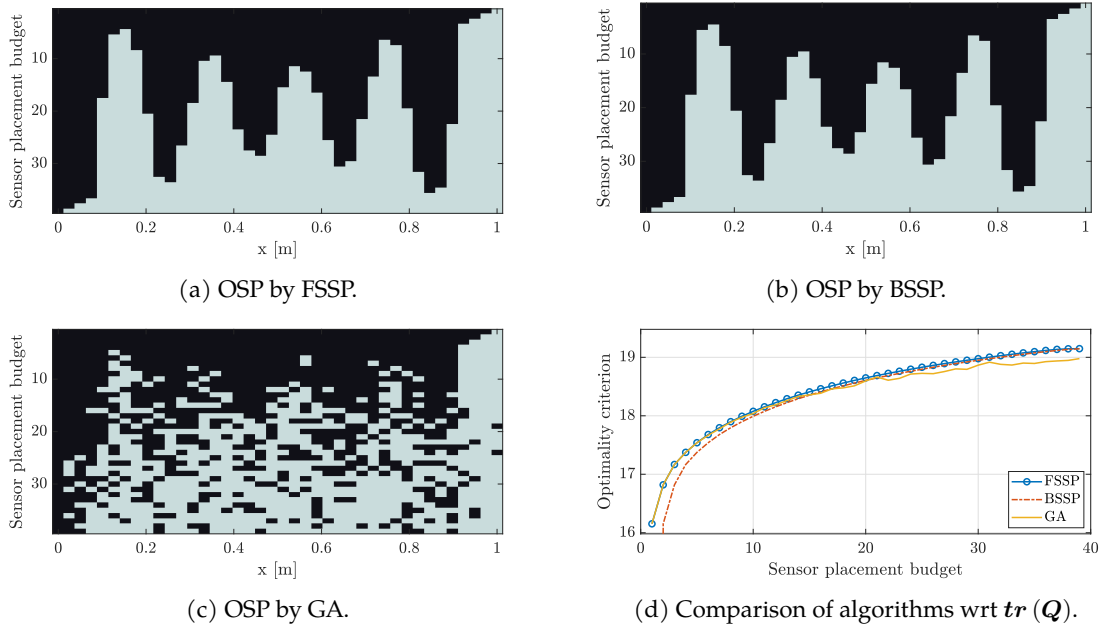 Sensor placement budget
10
20
30
0 0.2 0.4 0.6 0.8 1
x [m]
(a) OSP by FSSP.
Sensor placement budget
10
20
30
0 0.2 0.4 0.6 0.8 1
x [m]
(b) OSP by BSSP.
Sensor placement budget
10
20
30
0 0.2 0.4 0.6 0.8 1
x [m]
(c) OSP by GA.
Optimality criterion
19
18
17
16
0 10 20 30 40
Sensor placement budget
FSSP
BSSP
GA
(d) Comparison of algorithms wrt tr (Q).